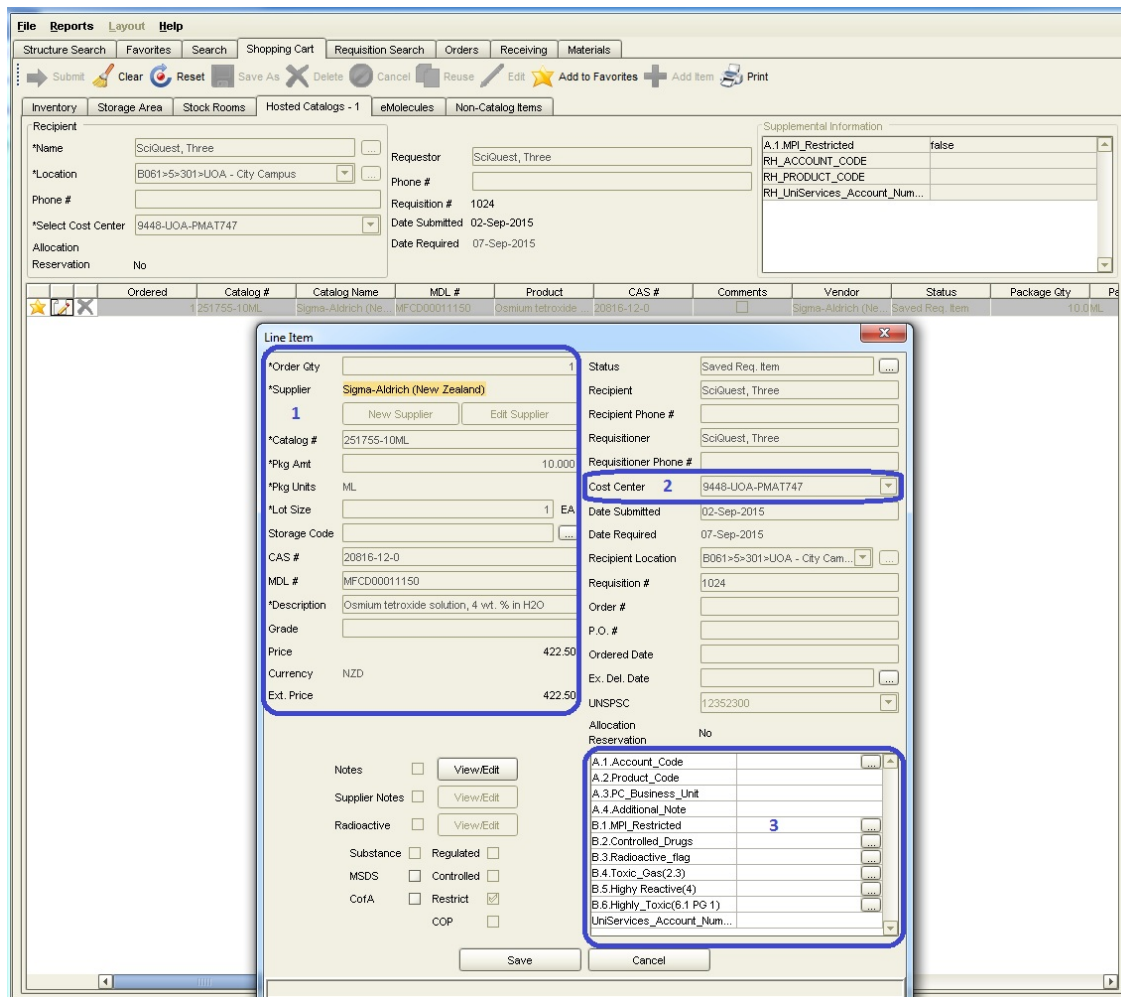 File Reports Layout Help
Structure Search Favorites Search Shopping Cart Requisition Search Orders Receiving Materials
Submit Clear Reset Save As Delete Cancel Reuse Edit Add to Favorites Add Item Print
Inventory Storage Area Stock Rooms Hosted Catalogs - 1 eMolecules Non-Catalog Items
Recipient
*Name SciQuest, Three ...
*Location B061>5>301>UOA - City Campus ...
Phone #
*Select Cost Center 9448-UOA-PMAT747
Allocation
Reservation No
Requestor SciQuest, Three
Phone #
Requisition # 1024
Date Submitted 02-Sep-2015
Date Required 07-Sep-2015
Supplemental Information
A.1.MPI_Restricted false
RH_ACCOUNT_CODE
RH_PRODUCT_CODE
RH_UniServices_Account_Num...
Ordered Catalog # Catalog Name MDL # Product CAS # Comments Vendor Status Package Qty Pa
1 251755-10ML Sigma-Aldrich (Ne... MFCD00011150 Osmium tetroxide ... 20816-12-0 Sigma-Aldrich (Ne... Saved Req. Item 10.0 ML
Line Item
*Order Qty 1
*Supplier Sigma-Aldrich (New Zealand)
1 New Supplier Edit Supplier
*Catalog # 251755-10ML
*Pkg Amt 10.000
*Pkg Units ML
*Lot Size 1 EA
Storage Code ...
CAS # 20816-12-0
MDL # MFCD00011150
*Description Osmium tetroxide solution, 4 wt. % in H2O
Grade
Price 422.50
Currency NZD
Ext. Price 422.50
Status Saved Req. Item ...
Recipient SciQuest, Three
Recipient Phone #
Requisitioner SciQuest, Three
Requisitioner Phone #
Cost Center 2 9448-UOA-PMAT747
Date Submitted 02-Sep-2015
Date Required 07-Sep-2015
Recipient Location B061>5>301>UOA - City Cam... ...
Requisition # 1024
Order #
P.O. #
Ordered Date
Ex. Del. Date ...
UNSPSC 12352300
Allocation
Reservation No
Notes View/Edit
Supplier Notes View/Edit
Radioactive View/Edit
Substance Regulated
MSDS Controlled
CofA Restrict
COP
A.1.Account_Code ...
A.2.Product_Code
A.3.PC_Business_Unit
A.4.Additional_Note
B.1.MPI_Restricted 3 ...
B.2.Controlled_Drugs ...
B.3.Radioactive_flag ...
B.4.Toxic_Gas(2.3) ...
B.5.Highy Reactive(4) ...
B.6.Highly_Toxic(6.1 PG 1) ...
UniServices_Account_Num...
Save Cancel